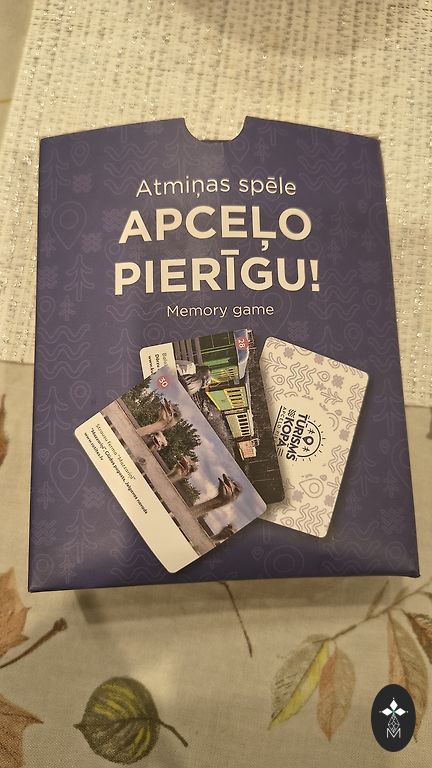 Atmiņas spēle
APCEĻO
PIERĪGU!
Memory game
28
30
TŪRISMS
KOPĀ
M